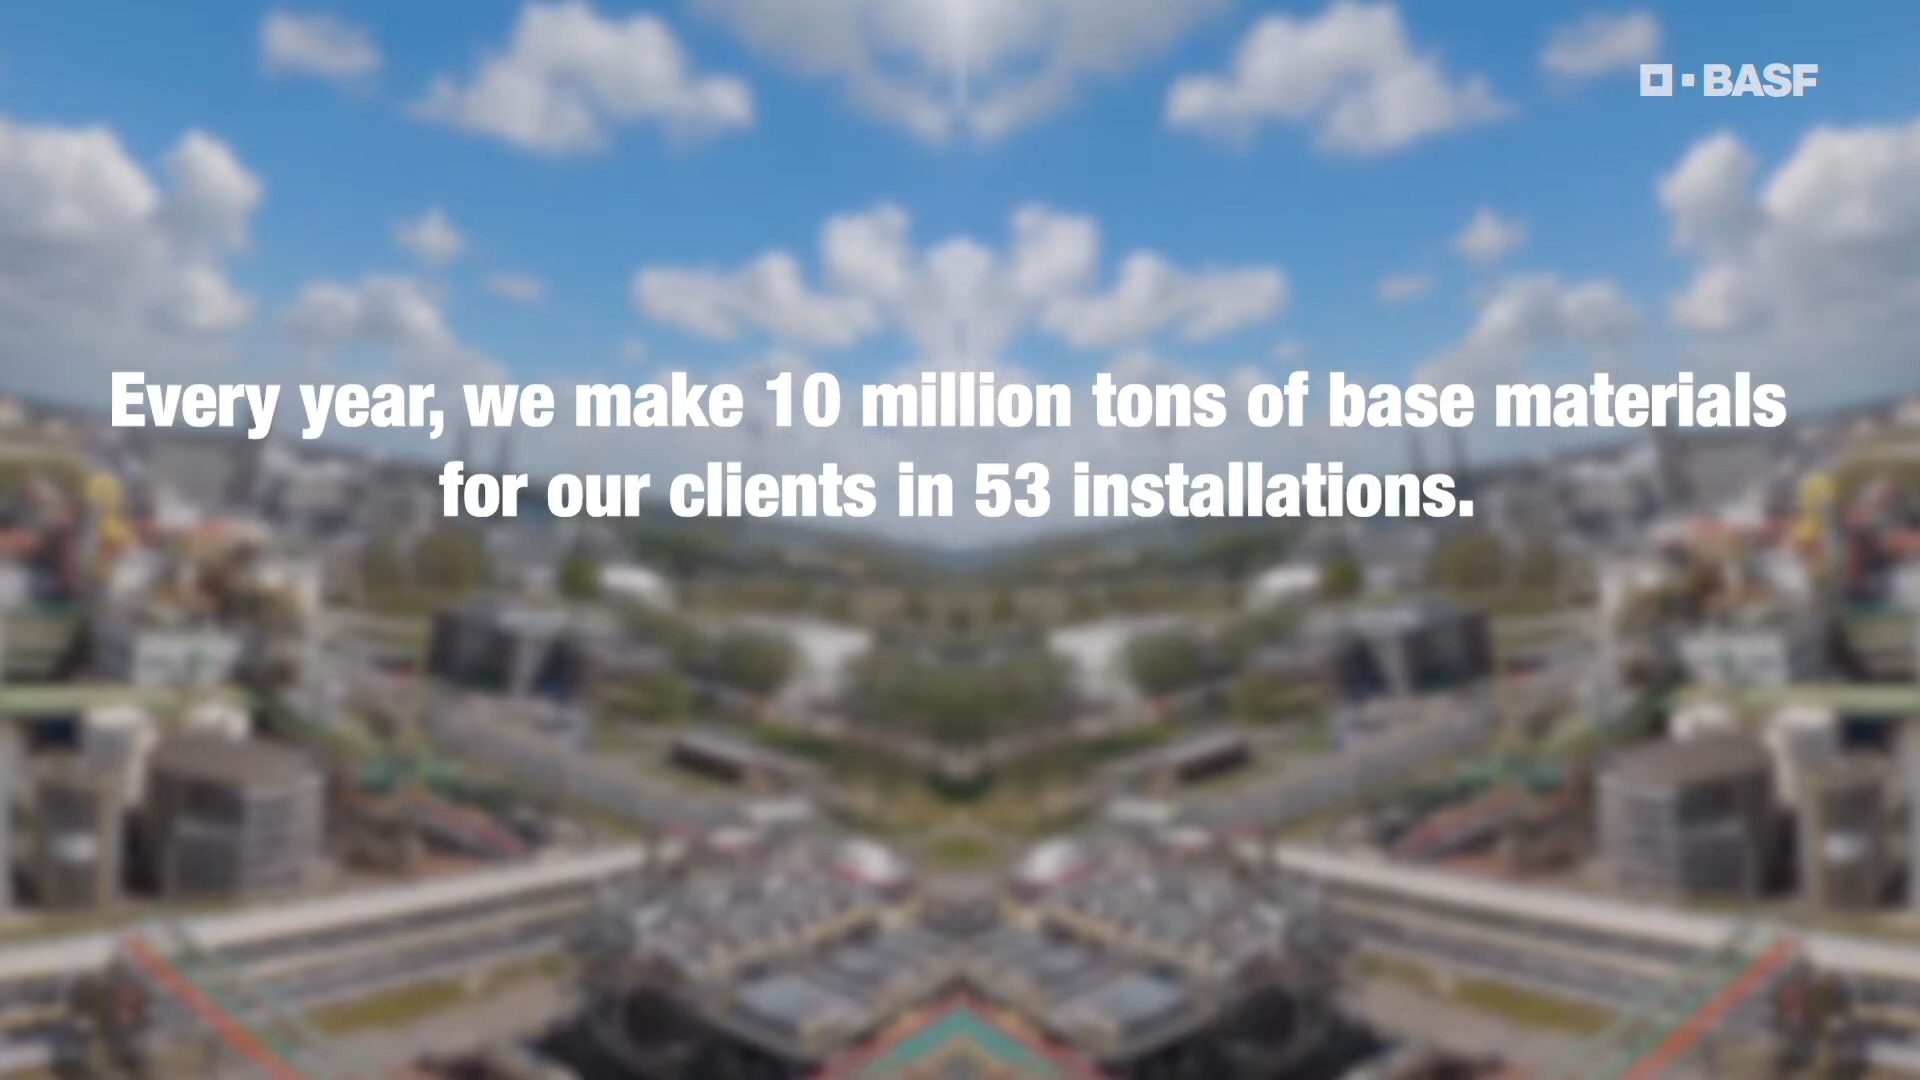 BASF
Every year, we make 10 million tons of base materials
for our clients in 53 installations.